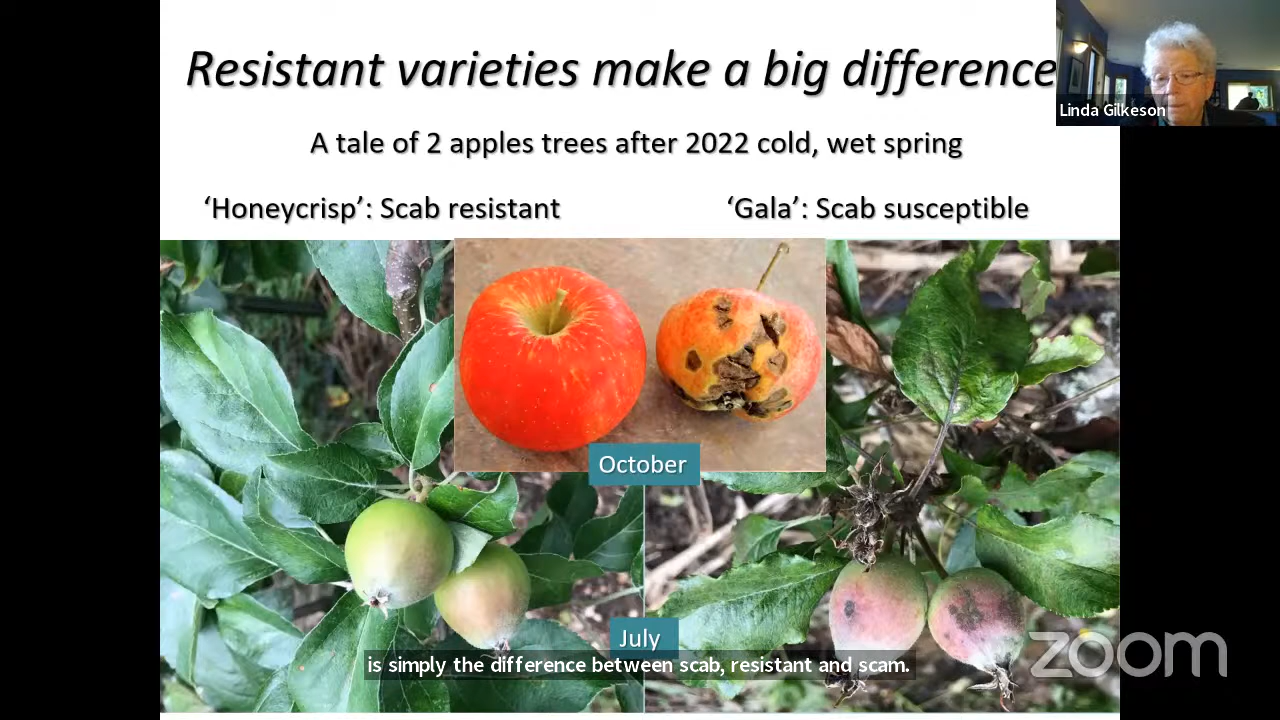 Resistant varieties make a big difference
Linda Gilkeson
A tale of 2 apples trees after 2022 cold, wet spring
‘Honeycrisp’: Scab resistant
‘Gala’: Scab susceptible
October
July
is simply the difference between scab, resistant and scam.
zoom